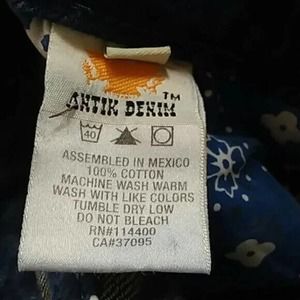 ANTIK DENIM™
40
ASSEMBLED IN MEXICO
100% COTTON
MACHINE WASH WARM
WASH WITH LIKE COLORS
TUMBLE DRY LOW
DO NOT BLEACH
RN#114400
CA#37095